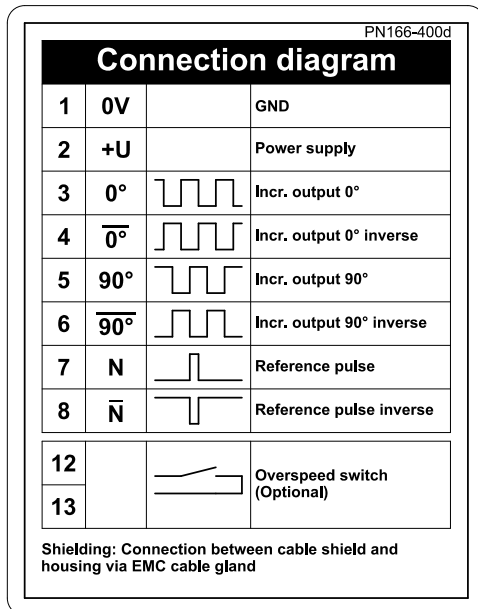 PN166-400d
Connection diagram
1 0V GND
2 +U Power supply
3 0° Incr. output 0°
4 0̅° Incr. output 0° inverse
5 90° Incr. output 90°
6 9̅0̅° Incr. output 90° inverse
7 N Reference pulse
8 N̅ Reference pulse inverse
12
13
Overspeed switch
(Optional)
Shielding: Connection between cable shield and
housing via EMC cable gland